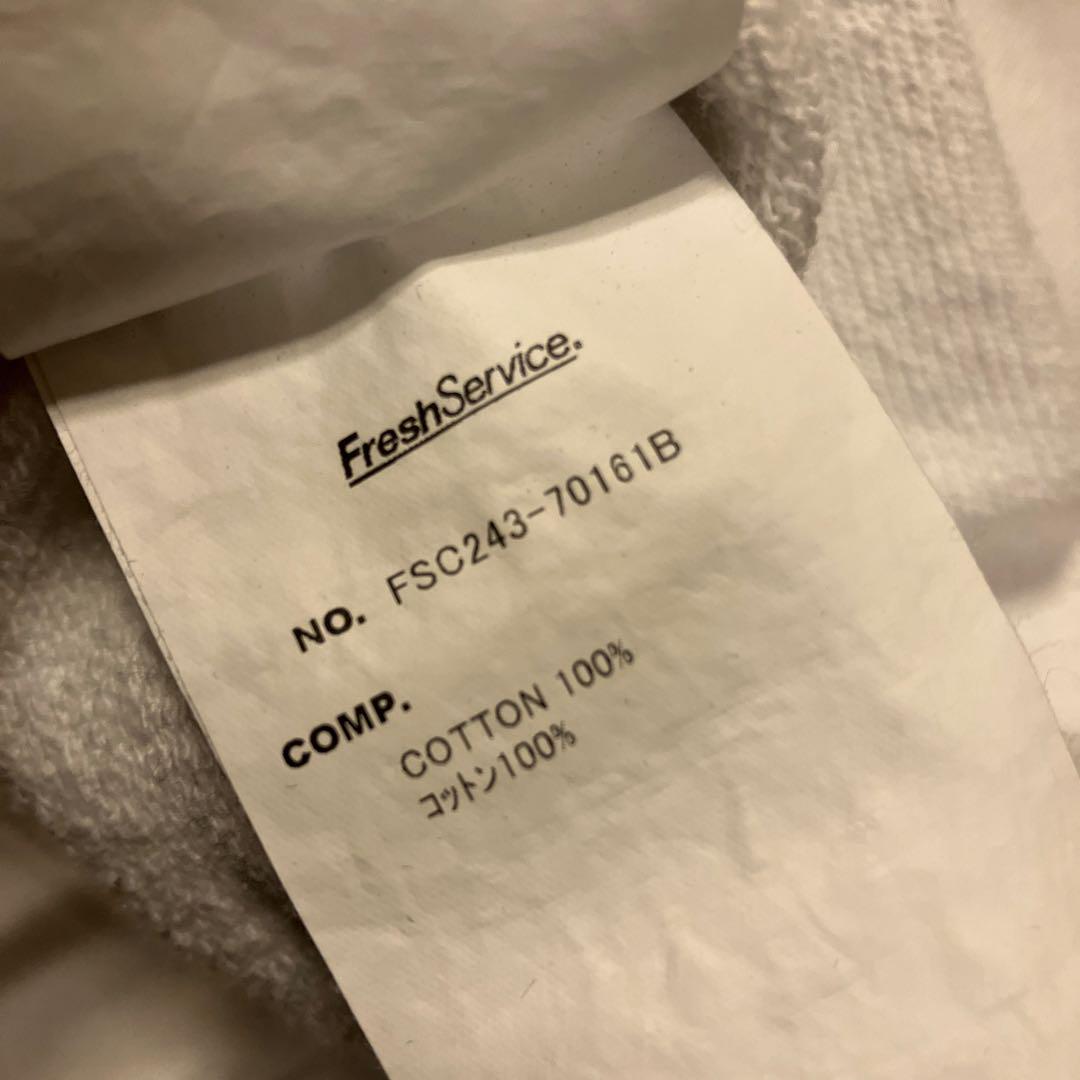 FreshService.
NO. FSC243-70161B
COMP.
COTTON 100%
コットン100%